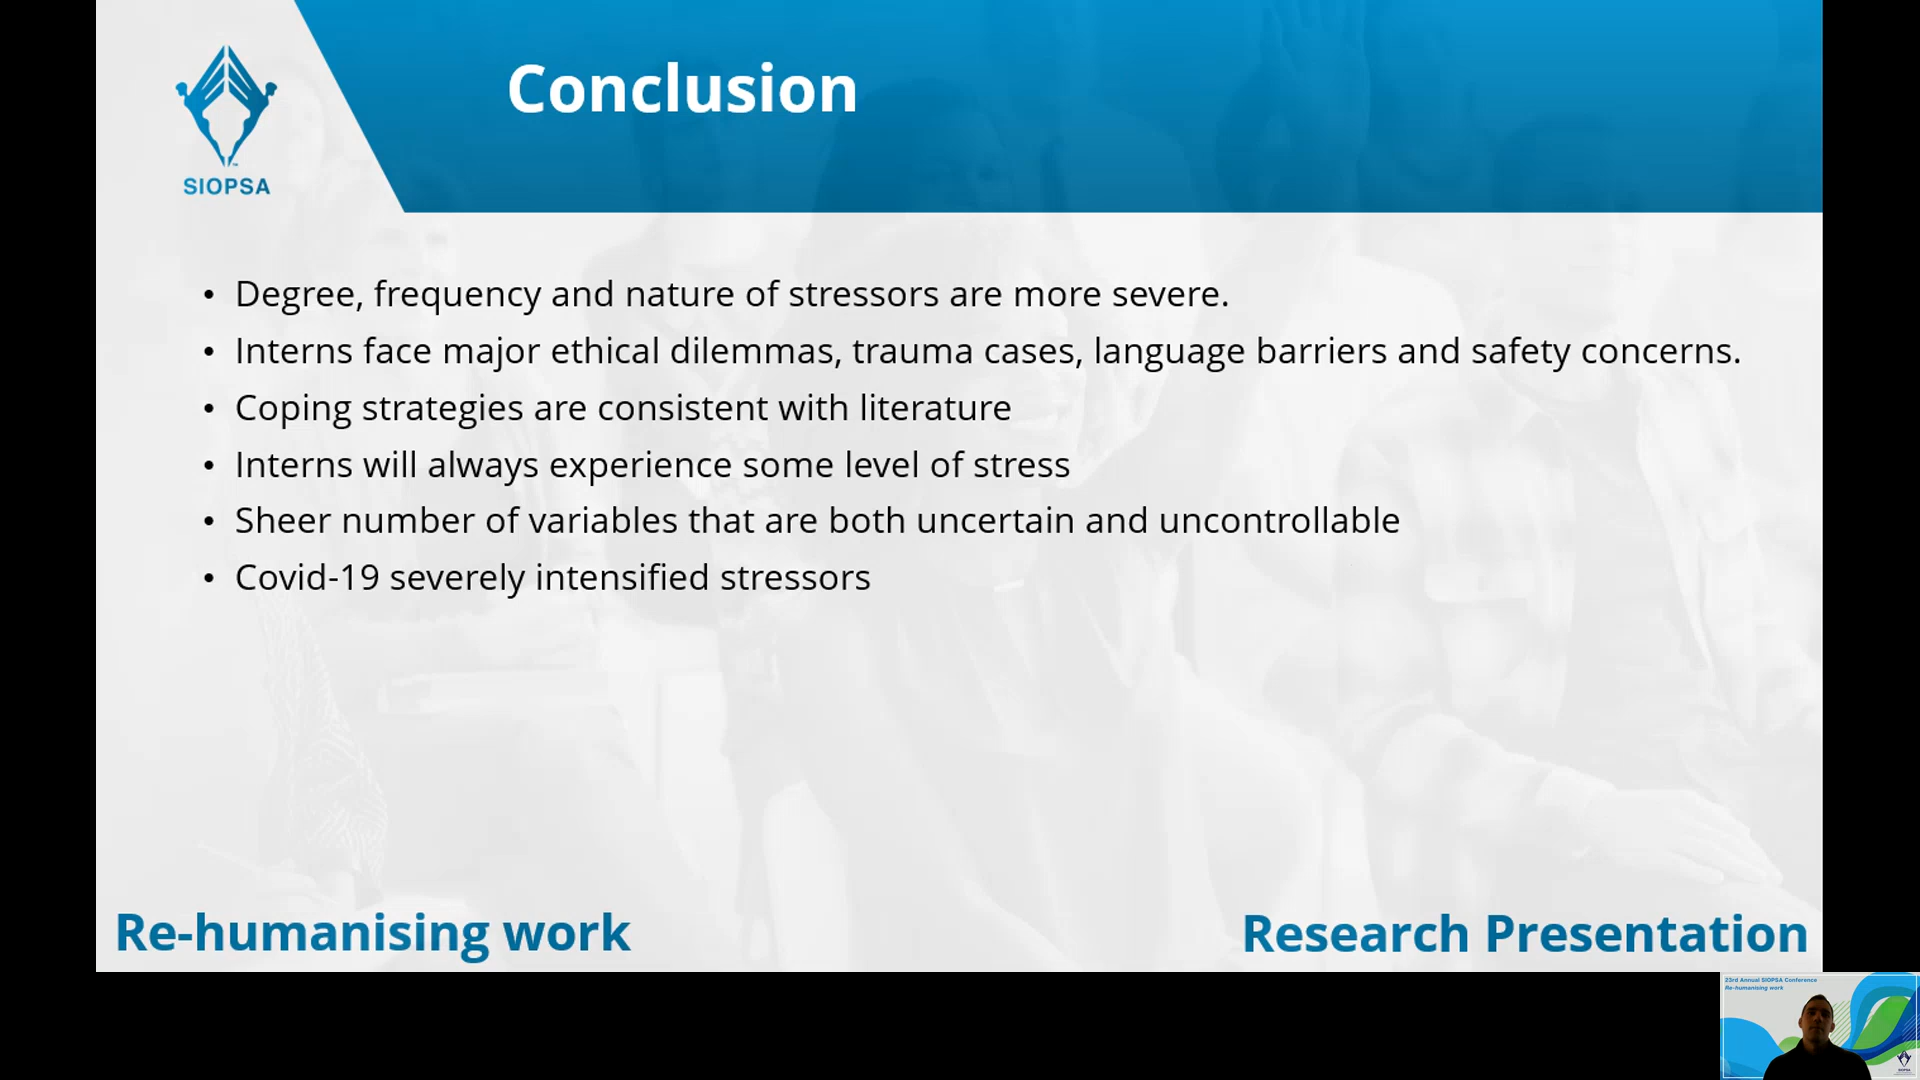 SIOPSA
Conclusion
• Degree, frequency and nature of stressors are more severe.
• Interns face major ethical dilemmas, trauma cases, language barriers and safety concerns.
• Coping strategies are consistent with literature
• Interns will always experience some level of stress
• Sheer number of variables that are both uncertain and uncontrollable
• Covid-19 severely intensified stressors
Re-humanising work
Research Presentation
23rd Annual SIOPSA Conference
Re-humanising work
SIOPSA